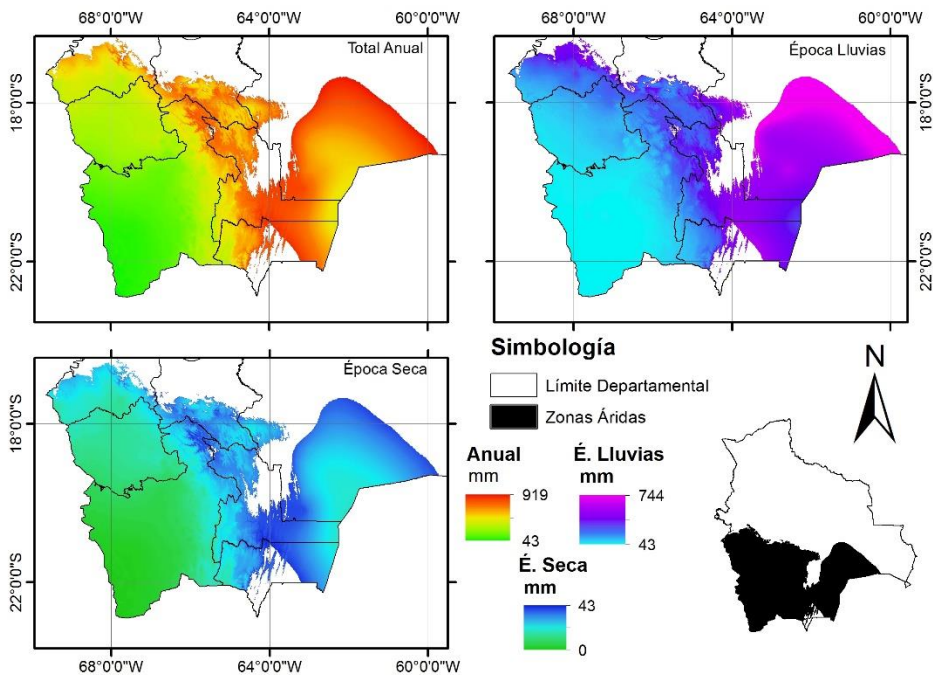 68°0'0"W 64°0'0"W 60°0'0"W 68°0'0"W 64°0'0"W 60°0'0"W
Total Anual
Época Lluvias
18°0'0"S
18°0'0"S
22°0'0"S
22°0'0"S
Época Seca
18°0'0"S
22°0'0"S
68°0'0"W 64°0'0"W 60°0'0"W
Simbología
Límite Departamental
Zonas Áridas
N
Anual
mm
919
43
É. Lluvias
mm
744
43
É. Seca
mm
43
0